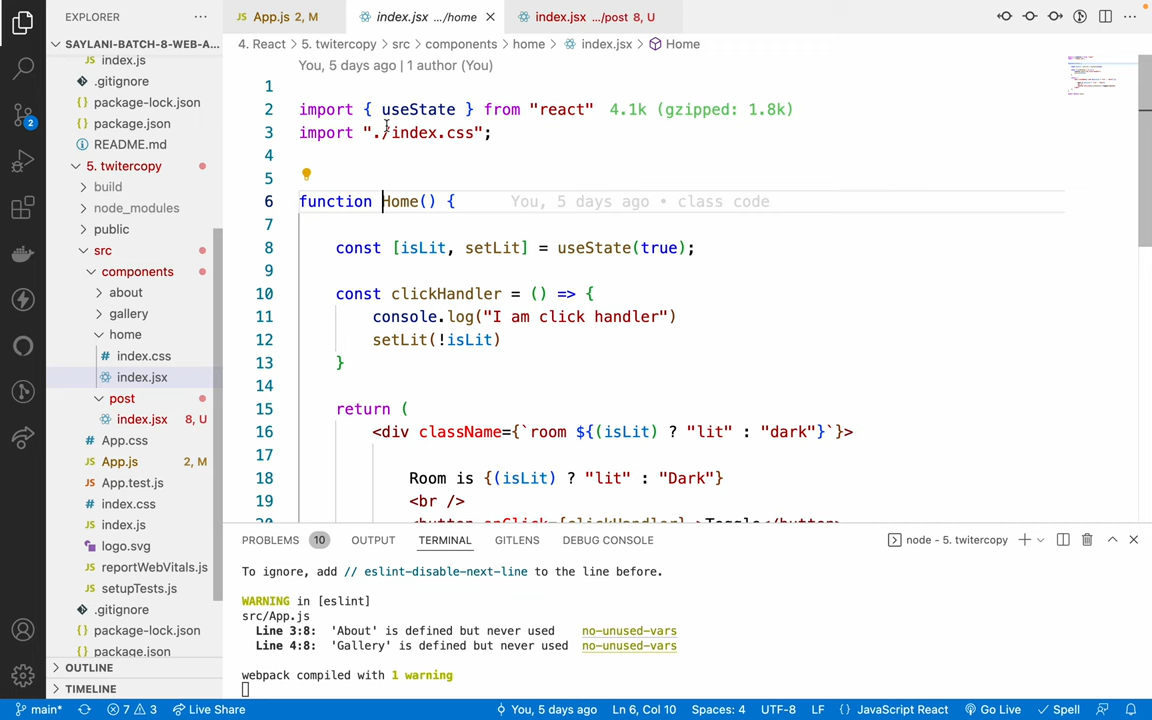 EXPLORER
App.js 2, M
index.jsx .../home
index.jsx .../post 8, U
SAYLANI-BATCH-8-WEB-A...
index.js
.gitignore
package-lock.json
package.json
README.md
5. twitercopy
build
node_modules
public
src
components
about
gallery
home
index.css
index.jsx
post
index.jsx 8, U
App.css
App.js 2, M
App.test.js
index.css
index.js
logo.svg
reportWebVitals.js
setupTests.js
.gitignore
package-lock.json
package.json
OUTLINE
TIMELINE
4. React > 5. twitercopy > src > components > home > index.jsx > Home
You, 5 days ago | 1 author (You)
1
2 import { useState } from "react" 4.1k (gzipped: 1.8k)
3 import "./index.css";
4
5
6 function Home() { You, 5 days ago • class code
7
8 const [isLit, setLit] = useState(true);
9
10 const clickHandler = () => {
11 console.log("I am click handler")
12 setLit(!isLit)
13 }
14
15 return (
16 <div className={`room ${(isLit) ? "lit" : "dark"}`}>
17
18 Room is {(isLit) ? "lit" : "Dark"}
19 <br />
20 <button onClick={clickHandler} >Toggle</button>
PROBLEMS 10 OUTPUT TERMINAL GITLENS DEBUG CONSOLE
node - 5. twitercopy
To ignore, add // eslint-disable-next-line to the line before.
WARNING in [eslint]
src/App.js
Line 3:8: 'About' is defined but never used no-unused-vars
Line 4:8: 'Gallery' is defined but never used no-unused-vars
webpack compiled with 1 warning
2
main* 7 3 Live Share You, 5 days ago Ln 6, Col 10 Spaces: 4 UTF-8 LF {} JavaScript React Go Live Spell